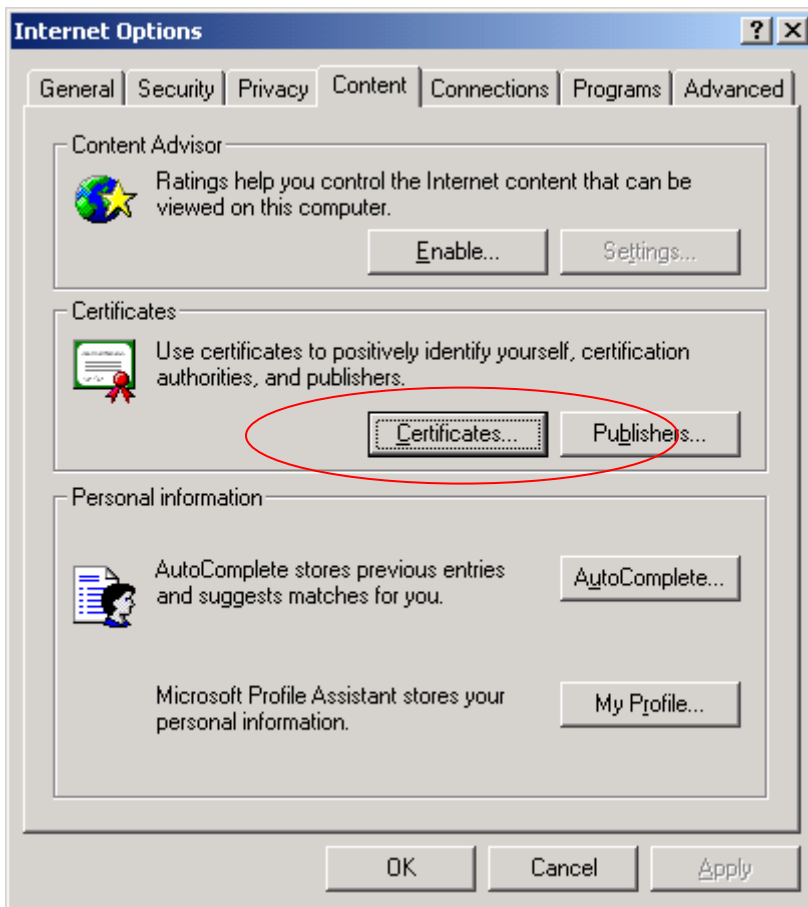 Internet Options
General Security Privacy Content Connections Programs Advanced
Content Advisor
Ratings help you control the Internet content that can be
viewed on this computer.
Enable... Settings...
Certificates
Use certificates to positively identify yourself, certification
authorities, and publishers.
Certificates... Publishers...
Personal information
AutoComplete stores previous entries
and suggests matches for you.
AutoComplete...
Microsoft Profile Assistant stores your
personal information.
My Profile...
OK Cancel Apply